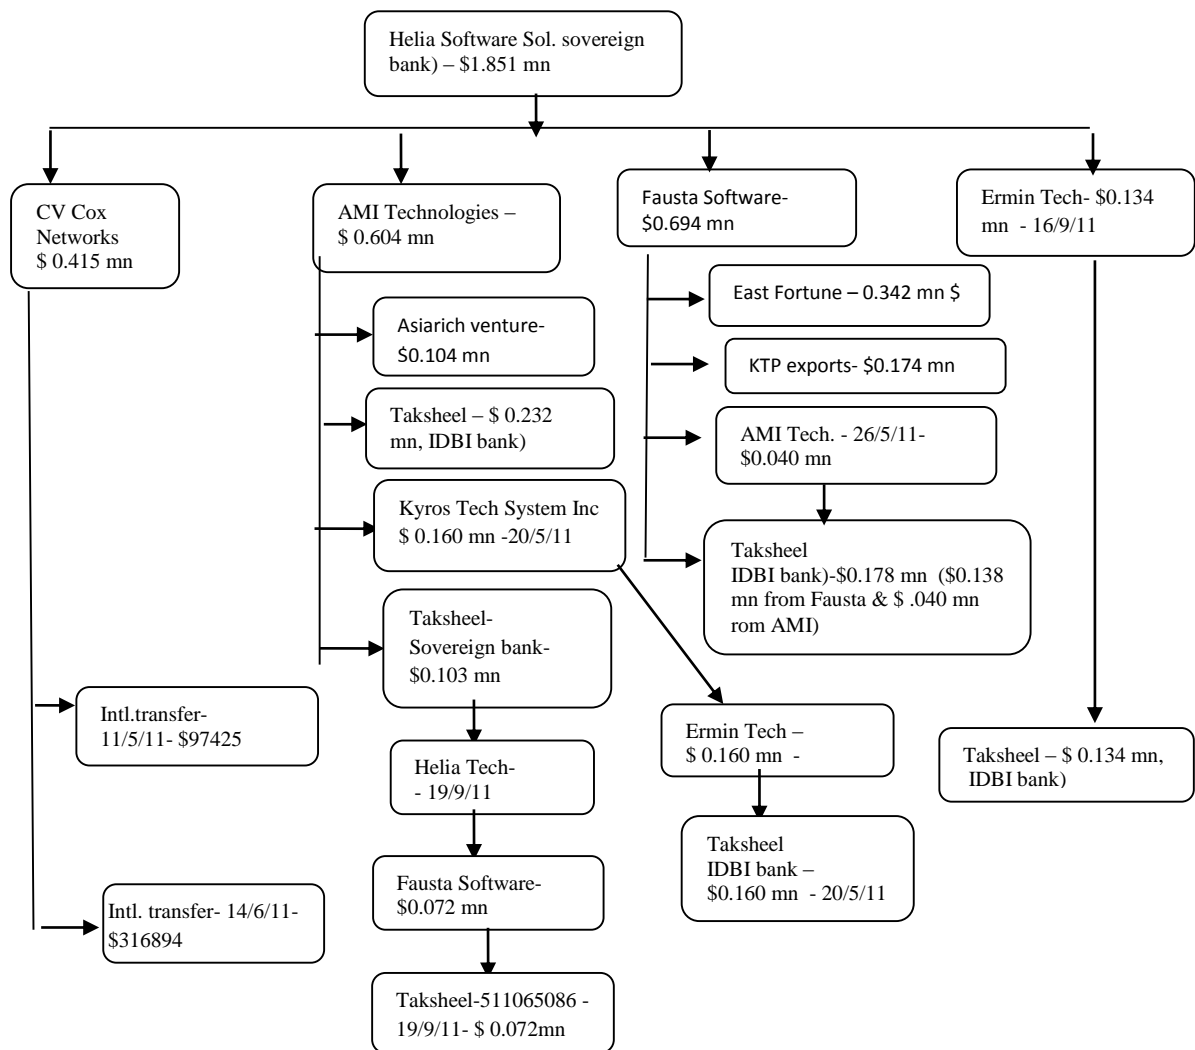 Helia Software Sol. sovereign
bank) – $1.851 mn
CV Cox
Networks
$ 0.415 mn
AMI Technologies –
$ 0.604 mn
Fausta Software-
$0.694 mn
Ermin Tech- $0.134
mn - 16/9/11
East Fortune – 0.342 mn $
Asiarich venture-
$0.104 mn
KTP exports- $0.174 mn
Taksheel – $ 0.232
mn, IDBI bank)
AMI Tech. - 26/5/11-
$0.040 mn
Kyros Tech System Inc
$ 0.160 mn -20/5/11
Taksheel
IDBI bank)-$0.178 mn ($0.138
mn from Fausta & $ .040 mn
rom AMI)
Taksheel-
Sovereign bank-
$0.103 mn
Intl.transfer-
11/5/11- $97425
Ermin Tech –
$ 0.160 mn -
Taksheel – $ 0.134 mn,
IDBI bank)
Helia Tech-
- 19/9/11
Taksheel
IDBI bank –
$0.160 mn - 20/5/11
Fausta Software-
$0.072 mn
Intl. transfer- 14/6/11-
$316894
Taksheel-511065086 -
19/9/11- $ 0.072mn